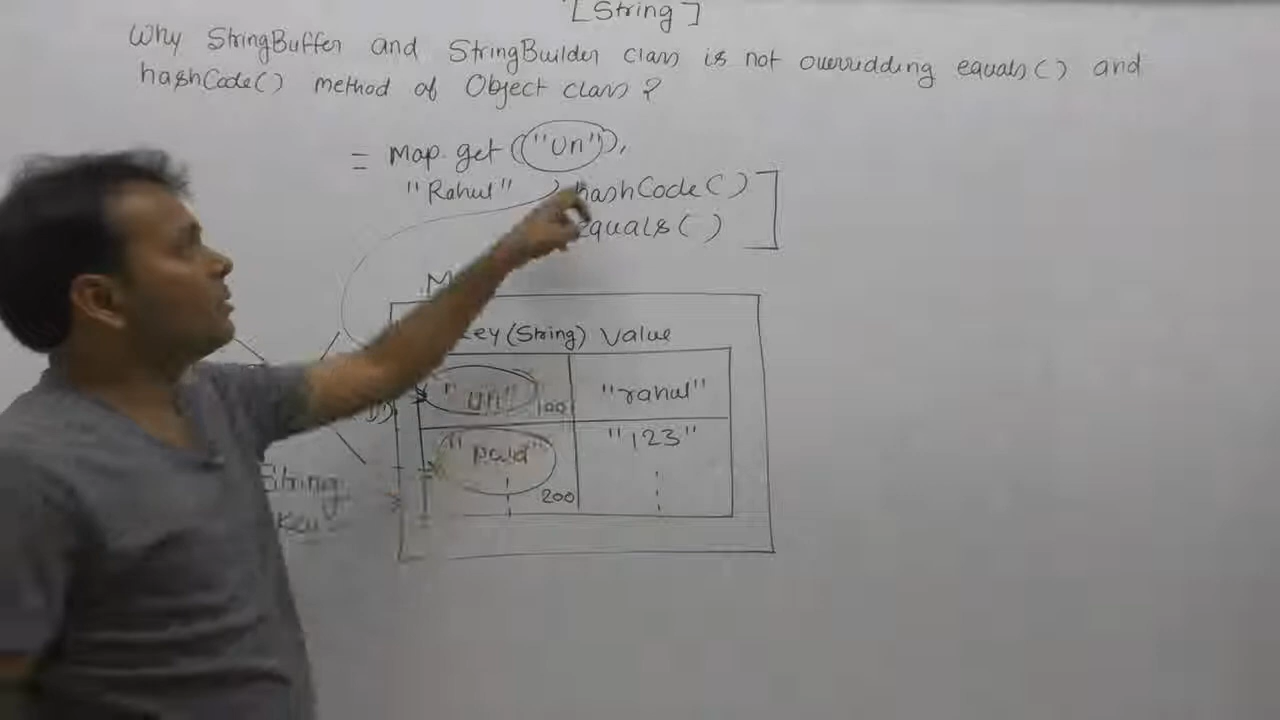 [String]
Why StringBuffer and StringBuilder class is not overridding equals() and
hashCode() method of Object class?
= Map.get("Un"),
"Rahul" hashCode()
equals()
M
key(String) Value
"un" 100 "rahul"
"123"
200
String
Key